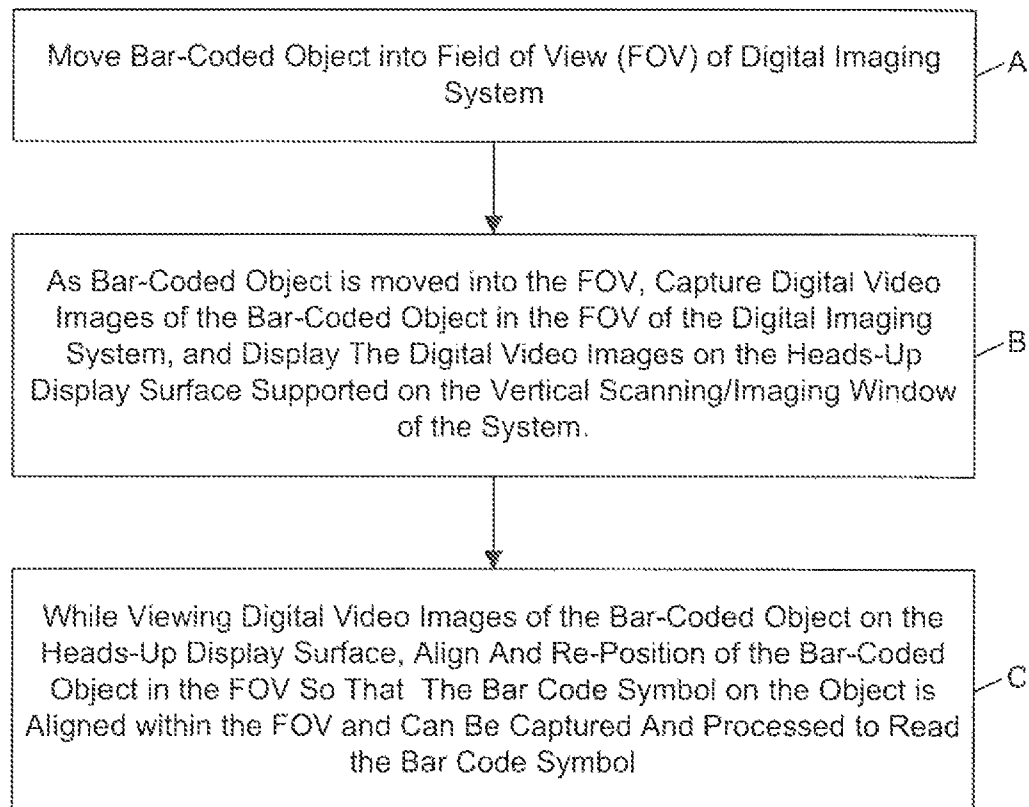 Move Bar-Coded Object into Field of View (FOV) of Digital Imaging
System
A
As Bar-Coded Object is moved into the FOV, Capture Digital Video
Images of the Bar-Coded Object in the FOV of the Digital Imaging
System, and Display The Digital Video Images on the Heads-Up
Display Surface Supported on the Vertical Scanning/Imaging Window
of the System.
B
While Viewing Digital Video Images of the Bar-Coded Object on the
Heads-Up Display Surface, Align And Re-Position of the Bar-Coded
Object in the FOV So That The Bar Code Symbol on the Object is
Aligned within the FOV and Can Be Captured And Processed to Read
the Bar Code Symbol
C